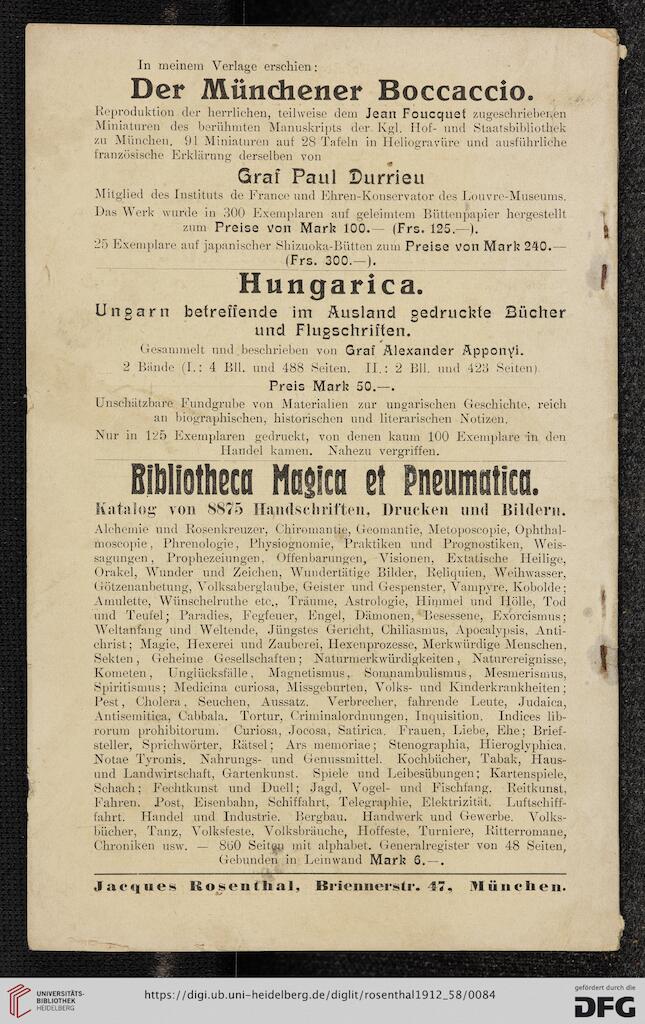 In meinem Verlage erschien:
Der Münchener Boccaccio.
Reproduktion der herrlichen, teilweise dem Jean Foucquet zugeschriebenen
Miniaturen des berühmten Manuskripts der Kgl. Hof- und Staatsbibliothek
zu München. 91 Miniaturen auf 28 Tafeln in Heliogravüre und ausführliche
französische Erklärung derselben von
Graf Paul Durrieu
Mitglied des Instituts de France und Ehren-Konservator des Louvre-Museums.
Das Werk wurde in 300 Exemplaren auf geleimtem Büttenpapier hergestellt
zum Preise von Mark 100.— (Frs. 125.—).
25 Exemplare auf japanischer Shizuoka-Bütten zum Preise von Mark 240.—
(Frs. 300.—).
Hungarica.
Ungarn betreffende im Ausland gedruckte Bücher
und Flugschriften.
Gesammelt und beschrieben von Graf Alexander Apponyi.
2 Bände (I.: 4 Bll. und 488 Seiten. II.: 2 Bll. und 423 Seiten)
Preis Mark 50.—.
Unschätzbare Fundgrube von Materialien zur ungarischen Geschichte, reich
an biographischen, historischen und literarischen Notizen.
Nur in 125 Exemplaren gedruckt, von denen kaum 100 Exemplare in den
Handel kamen. Nahezu vergriffen.
Bibliotheca Magica et Pneumatica.
Katalog von 8875 Handschriften, Drucken und Bildern.
Alchemie und Rosenkreuzer, Chiromantie, Geomantie, Metoposcopie, Ophthal-
moscopie, Phrenologie, Physiognomie, Praktiken und Prognostiken, Weis-
sagungen, Prophezeiungen, Offenbarungen, Visionen, Extatische Heilige,
Orakel, Wunder und Zeichen, Wundertätige Bilder, Reliquien, Weihwasser,
Götzenanbetung, Volksaberglaube, Geister und Gespenster, Vampyre, Kobolde;
Amulette, Wünschelruthe etc., Träume, Astrologie, Himmel und Hölle, Tod
und Teufel; Paradies, Fegfeuer, Engel, Dämonen, Besessene, Exorcismus;
Weltanfang und Weltende, Jüngstes Gericht, Chiliasmus, Apocalypsis, Anti-
christ; Magie, Hexerei und Zauberei, Hexenprozesse, Merkwürdige Menschen,
Sekten, Geheime Gesellschaften; Naturmerkwürdigkeiten, Naturereignisse,
Kometen, Unglücksfälle, Magnetismus, Somnambulismus, Mesmerismus,
Spiritismus; Medicina curiosa, Missgeburten, Volks- und Kinderkrankheiten;
Pest, Cholera, Seuchen, Aussatz. Verbrecher, fahrende Leute, Judaica,
Antisemitica, Cabbala. Tortur, Criminalordnungen, Inquisition. Indices lib-
rorum prohibitorum. Curiosa, Jocosa, Satirica. Frauen, Liebe, Ehe; Brief-
steller, Sprichwörter, Rätsel; Ars memoriae; Stenographia, Hieroglyphica.
Notae Tyronis. Nahrungs- und Genussmittel. Kochbücher, Tabak, Haus-
und Landwirtschaft, Gartenkunst. Spiele und Leibesübungen; Kartenspiele,
Schach; Fechtkunst und Duell; Jagd, Vogel- und Fischfang. Reitkunst,
Fahren. Post, Eisenbahn, Schiffahrt, Telegraphie, Elektrizität. Luftschiff-
fahrt. Handel und Industrie. Bergbau. Handwerk und Gewerbe. Volks-
bücher, Tanz, Volksfeste, Volksbräuche, Hoffeste, Turniere, Ritterromane,
Chroniken usw. — 860 Seiten mit alphabet. Generalregister von 48 Seiten,
Gebunden in Leinwand Mark 6.—.
Jacques Rosenthal, Briennerstr. 47, München.
UNIVERSITÄTS-
BIBLIOTHEK
HEIDELBERG
https://digi.ub.uni-heidelberg.de/diglit/rosenthal1912_58/0084
gefördert durch die
DFG